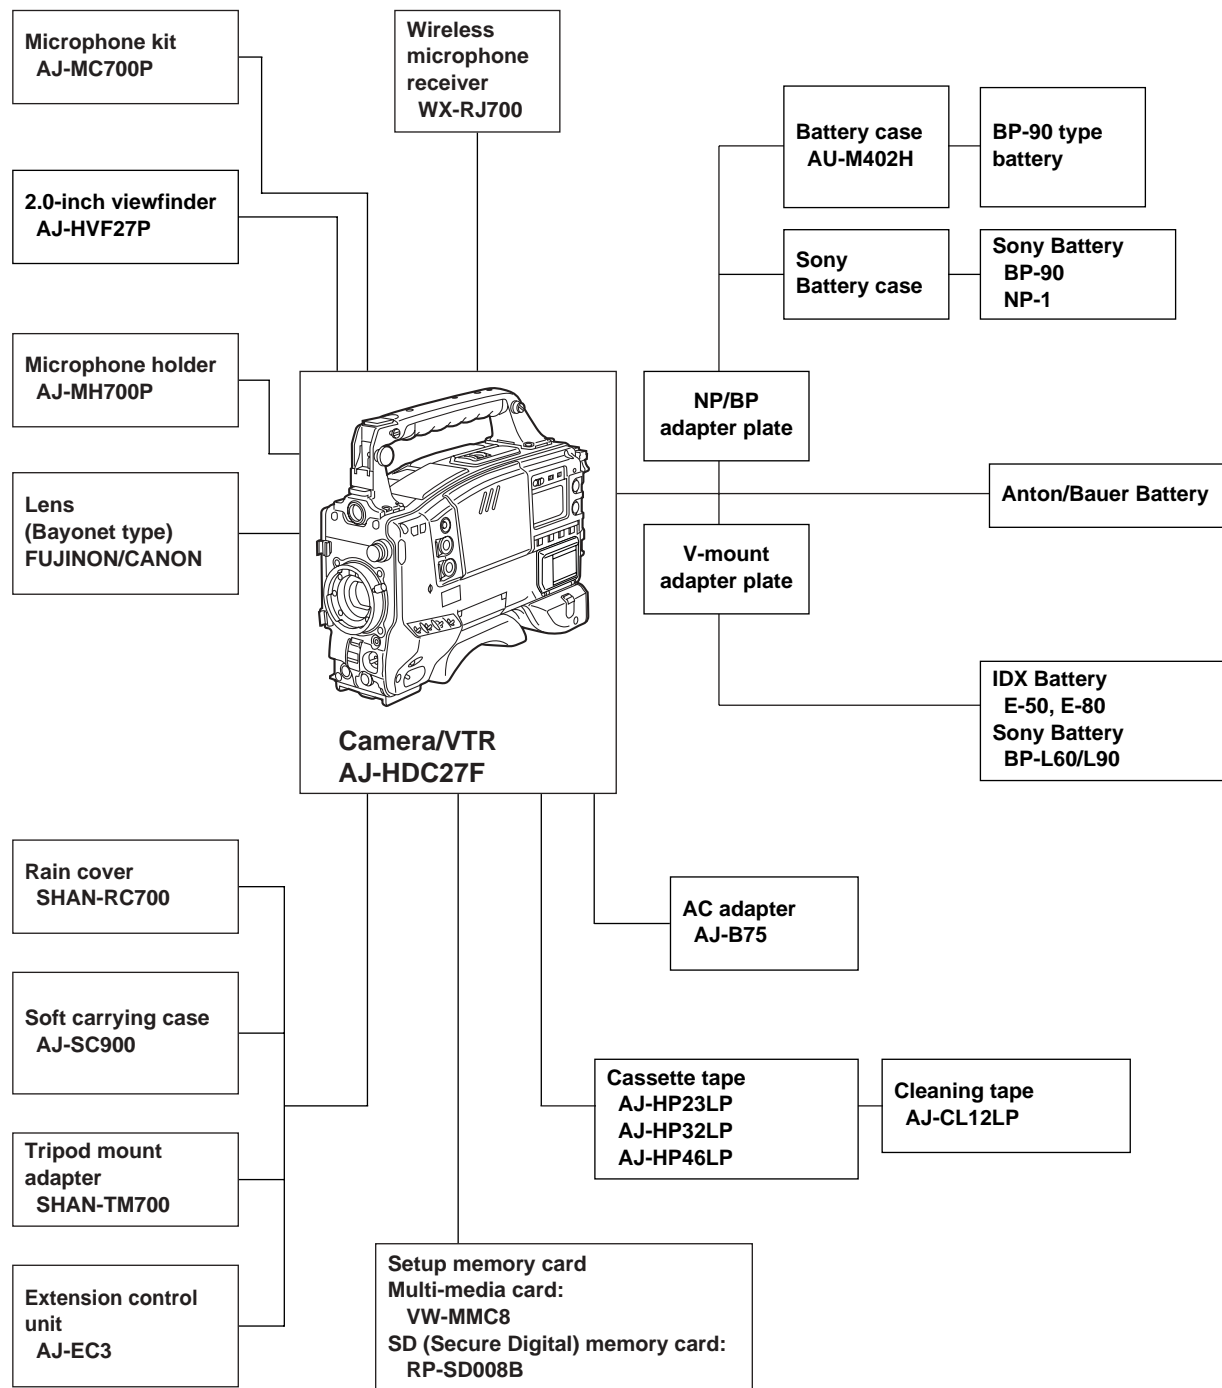 Microphone kit
AJ-MC700P
Wireless
microphone
receiver
WX-RJ700
Battery case
AU-M402H
BP-90 type
battery
2.0-inch viewfinder
AJ-HVF27P
Sony
Battery case
Sony Battery
BP-90
NP-1
Microphone holder
AJ-MH700P
NP/BP
adapter plate
Lens
(Bayonet type)
FUJINON/CANON
Anton/Bauer Battery
V-mount
adapter plate
IDX Battery
E-50, E-80
Sony Battery
BP-L60/L90
Camera/VTR
AJ-HDC27F
Rain cover
SHAN-RC700
AC adapter
AJ-B75
Soft carrying case
AJ-SC900
Cassette tape
AJ-HP23LP
AJ-HP32LP
AJ-HP46LP
Cleaning tape
AJ-CL12LP
Tripod mount
adapter
SHAN-TM700
Extension control
unit
AJ-EC3
Setup memory card
Multi-media card:
VW-MMC8
SD (Secure Digital) memory card:
RP-SD008B